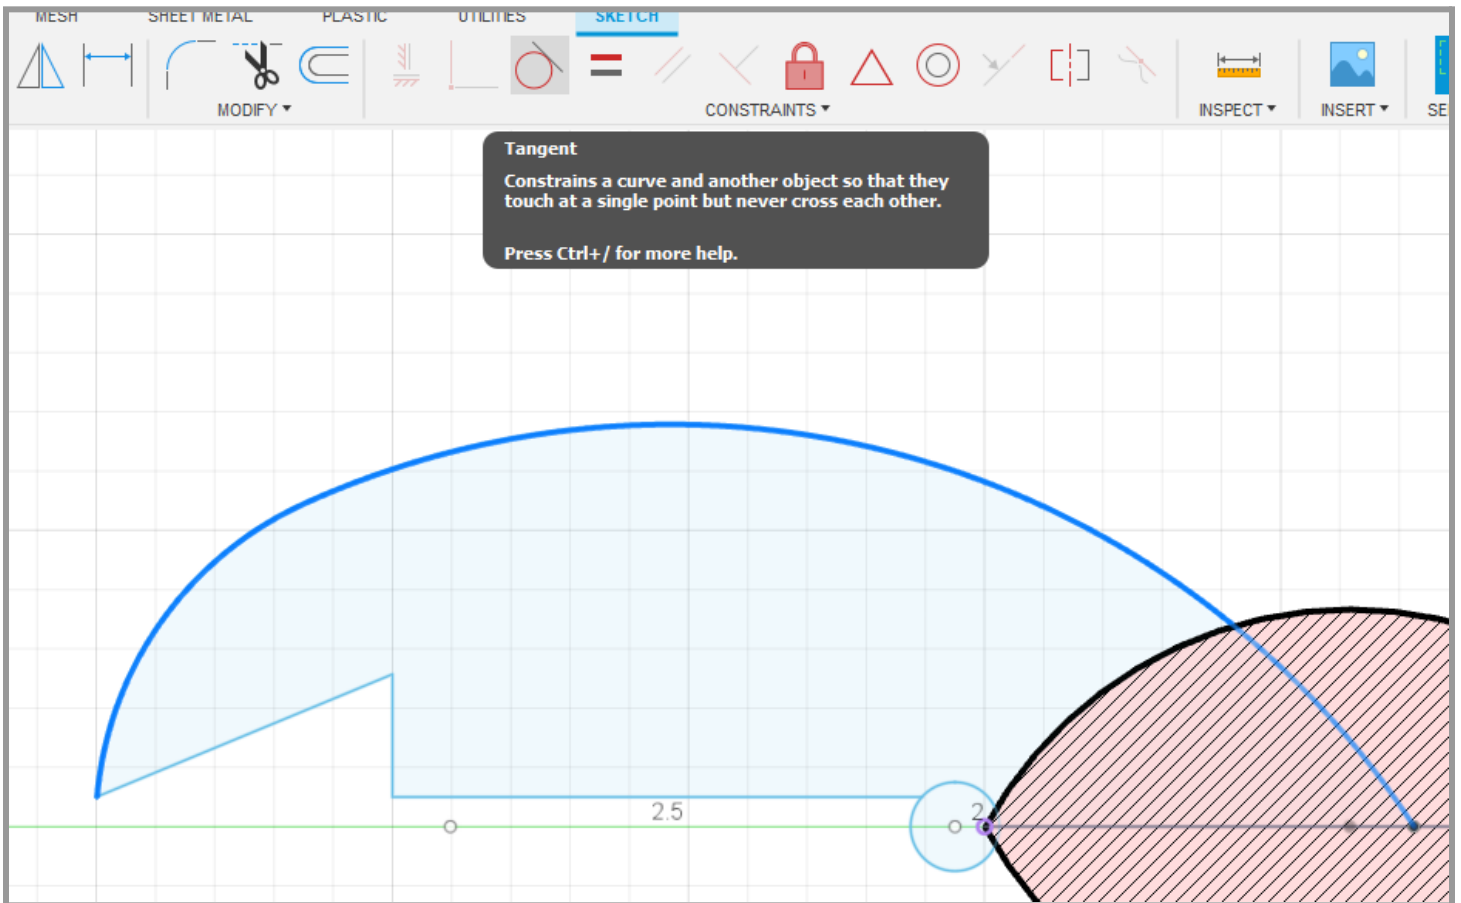 MESH SHEET METAL PLASTIC UTILITIES SKETCH
MODIFY CONSTRAINTS INSPECT INSERT SE
Tangent
Constrains a curve and another object so that they
touch at a single point but never cross each other.
Press Ctrl+/ for more help.
2.5 2